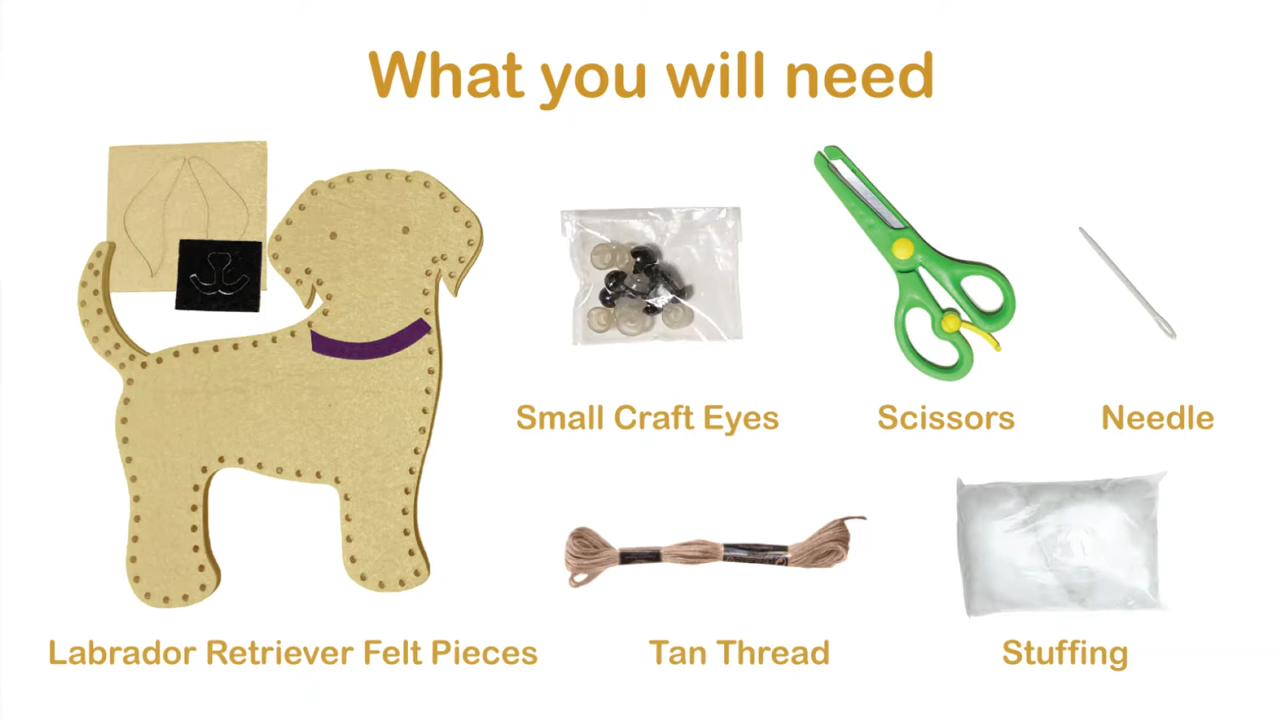 What you will need
Small Craft Eyes
Scissors
Needle
Labrador Retriever Felt Pieces
Tan Thread
Stuffing